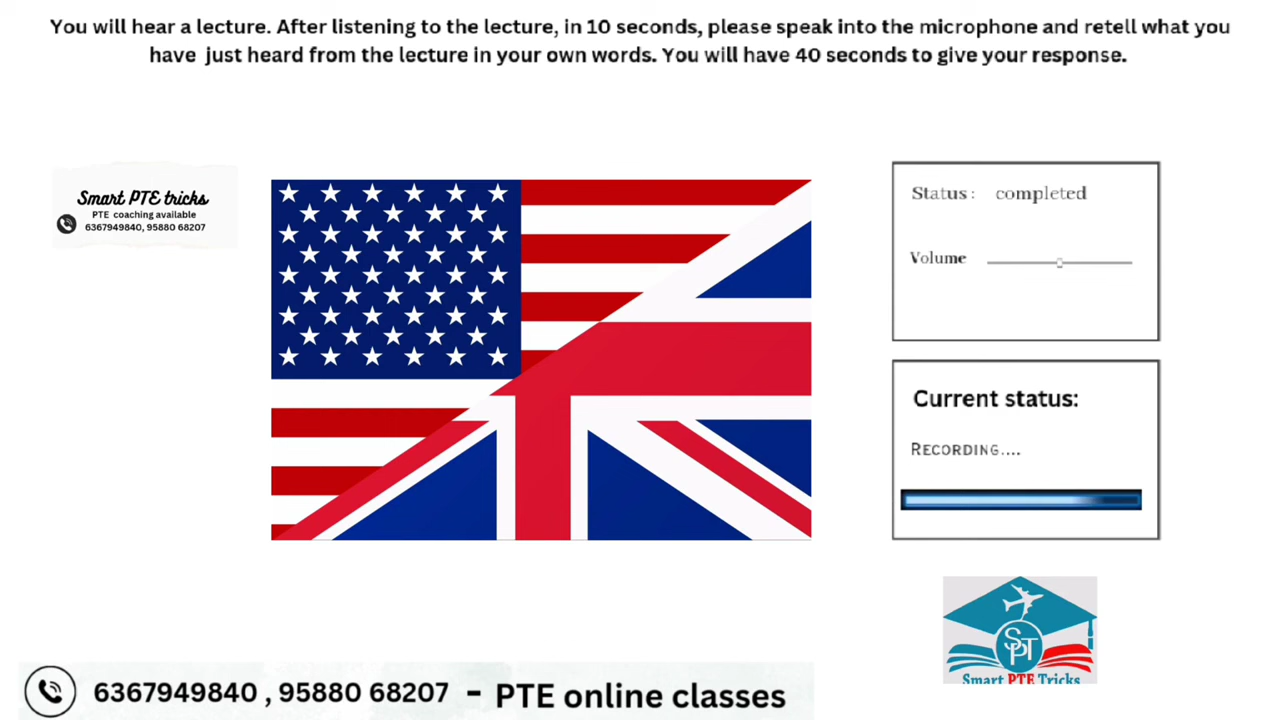 You will hear a lecture. After listening to the lecture, in 10 seconds, please speak into the microphone and retell what you
have just heard from the lecture in your own words. You will have 40 seconds to give your response.
Smart PTE tricks
PTE coaching available
6367949840, 95880 68207
Status: completed
Volume
Current status:
RECORDING....
SPT
Smart PTE Tricks
6367949840 , 95880 68207 - PTE online classes